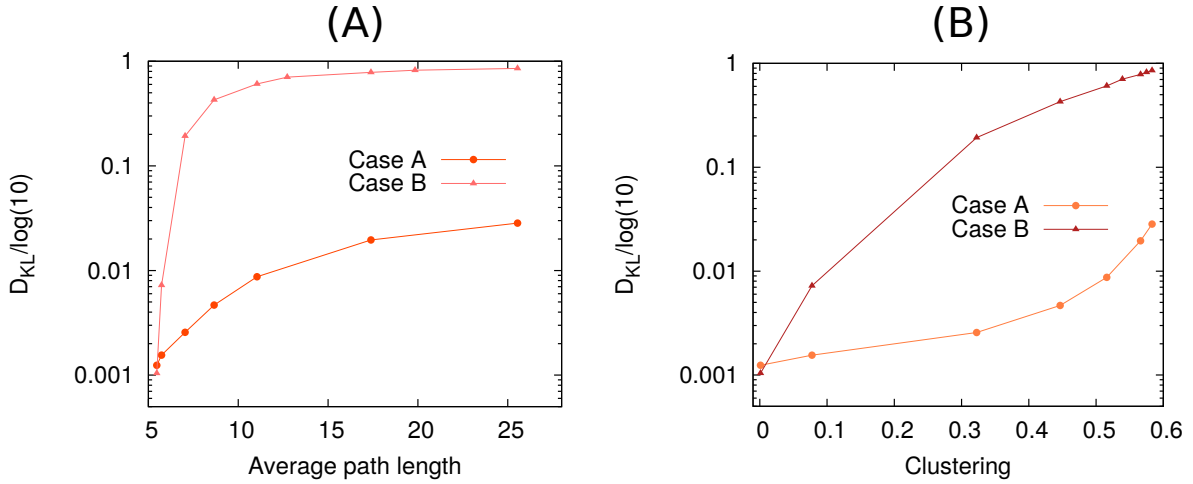 (A)
D_KL/log(10)
1
0.1
0.01
0.001
Case A
Case B
5 10 15 20 25
Average path length
(B)
D_KL/log(10)
1
0.1
0.01
0.001
Case A
Case B
0 0.1 0.2 0.3 0.4 0.5 0.6
Clustering